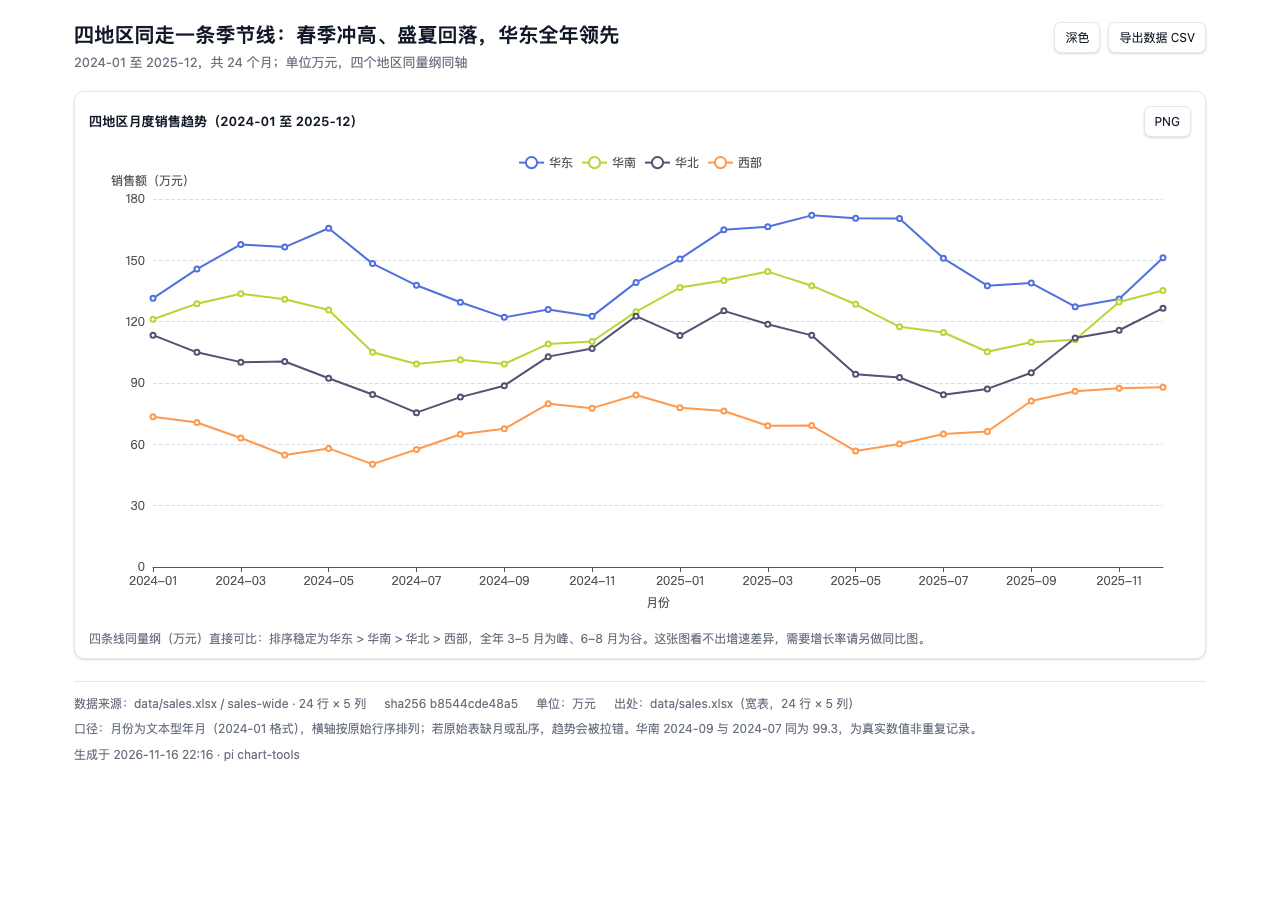 四地区同走一条季节线：春季冲高、盛夏回落，华东全年领先
2024-01 至 2025-12，共 24 个月；单位万元，四个地区同量纲同轴
深色
导出数据 CSV
四地区月度销售趋势（2024-01 至 2025-12）
PNG
华东 华南 华北 西部
销售额（万元）
180
150
120
90
60
30
0
2024–01 2024–03 2024–05 2024–07 2024–09 2024–11 2025–01 2025–03 2025–05 2025–07 2025–09 2025–11
月份
四条线同量纲（万元）直接可比：排序稳定为华东 > 华南 > 华北 > 西部，全年 3–5 月为峰、6–8 月为谷。这张图看不出增速差异，需要增长率请另做同比图。
数据来源：data/sales.xlsx / sales-wide · 24 行 × 5 列 sha256 b8544cde48a5 单位：万元 出处：data/sales.xlsx（宽表，24 行 × 5 列）
口径：月份为文本型年月（2024-01 格式），横轴按原始行序排列；若原始表缺月或乱序，趋势会被拉错。华南 2024-09 与 2024-07 同为 99.3，为真实数值非重复记录。
生成于 2026-11-16 22:16 · pi chart-tools